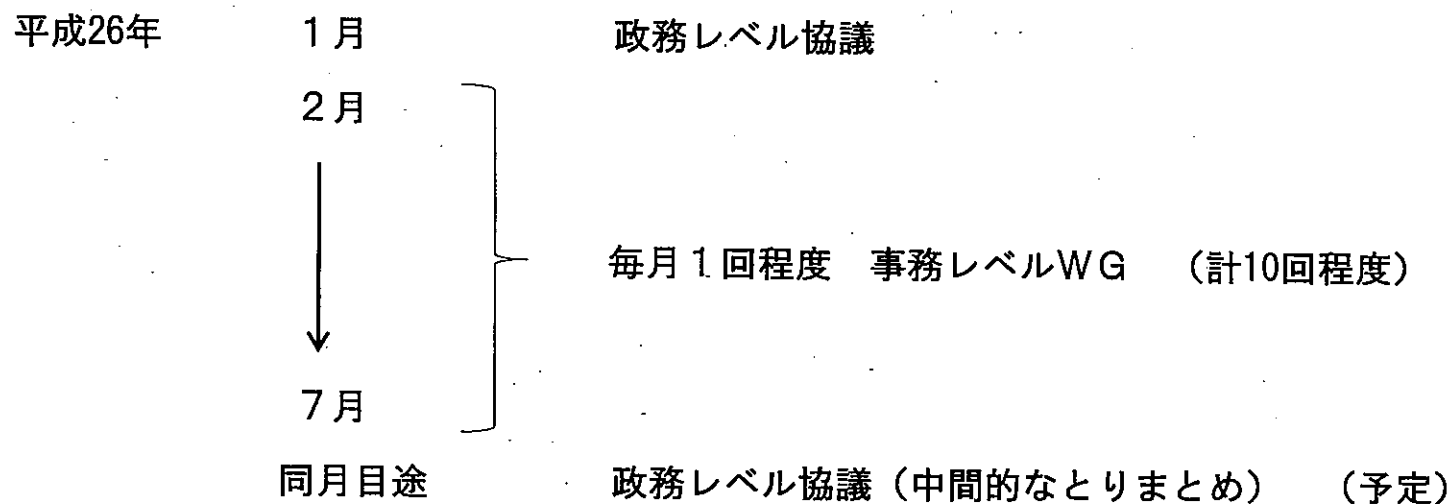 平成26年 1月 政務レベル協議
2月
毎月1回程度 事務レベルWG (計10回程度)
7月
同月目途 政務レベル協議(中間的なとりまとめ) (予定)